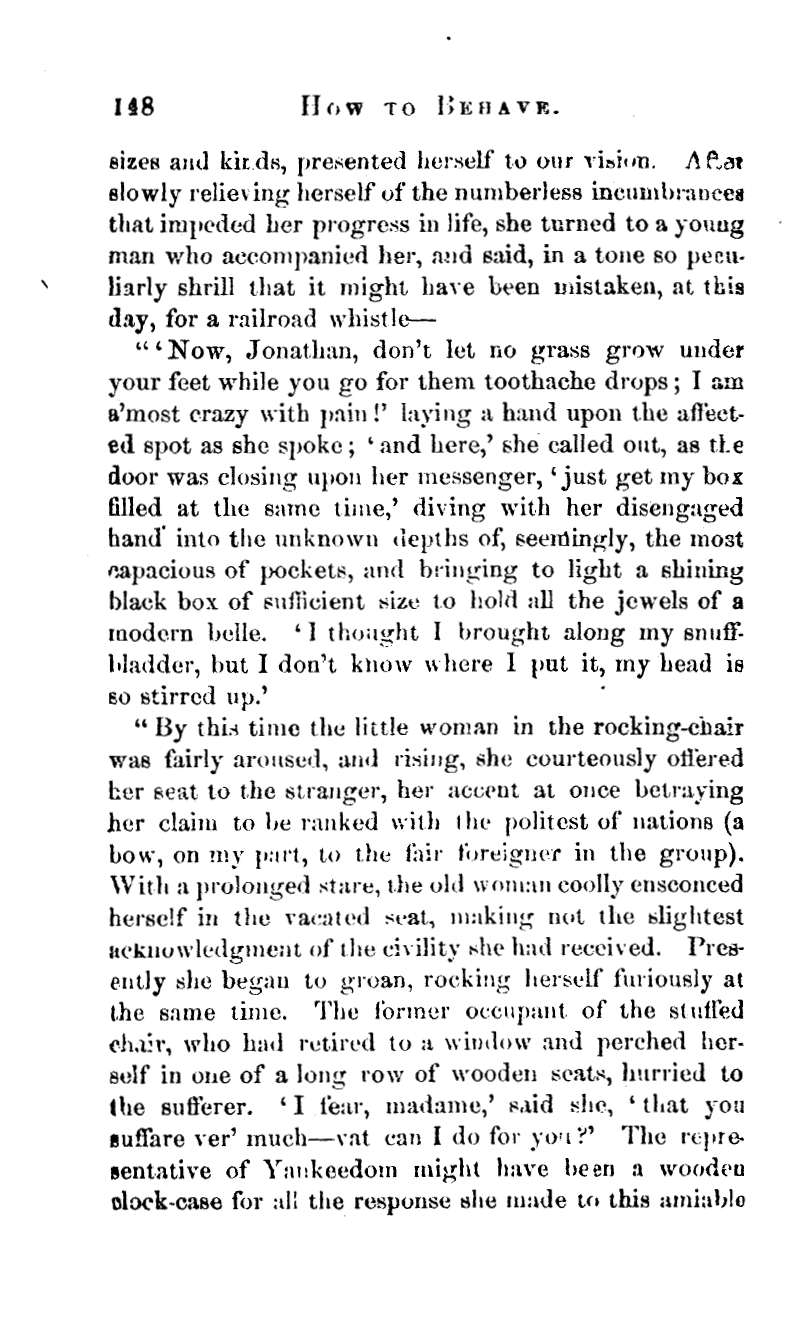 148 How to Behave.
sizes and kinds, presented herself to our vision. After
slowly relieving herself of the numberless incumbrances
that impeded her progress in life, she turned to a young
man who accompanied her, and said, in a tone so pecu-
liarly shrill that it might have been mistaken, at this
day, for a railroad whistle—
“‘Now, Jonathan, don’t let no grass grow under
your feet while you go for them toothache drops; I am
a’most crazy with pain!’ laying a hand upon the affect-
ed spot as she spoke; ‘and here,’ she called out, as the
door was closing upon her messenger, ‘just get my box
filled at the same time,’ diving with her disengaged
hand into the unknown depths of, seemingly, the most
capacious of pockets, and bringing to light a shining
black box of sufficient size to hold all the jewels of a
modern belle. ‘I thought I brought along my snuff-
bladder, but I don’t know where I put it, my head is
so stirred up.’
“By this time the little woman in the rocking-chair
was fairly aroused, and rising, she courteously offered
her seat to the stranger, her accent at once betraying
her claim to be ranked with the politest of nations (a
bow, on my part, to the fair foreigner in the group).
With a prolonged stare, the old woman coolly ensconced
herself in the vacated seat, making not the slightest
acknowledgment of the civility she had received. Pres-
ently she began to groan, rocking herself furiously at
the same time. The former occupant of the stuffed
chair, who had retired to a window and perched her-
self in one of a long row of wooden seats, hurried to
the sufferer. ‘I fear, madame,’ said she, ‘that you
suffare ver’ much—vat can I do for you?’ The repre-
sentative of Yankeedom might have been a wooden
clock-case for all the response she made to this amiable